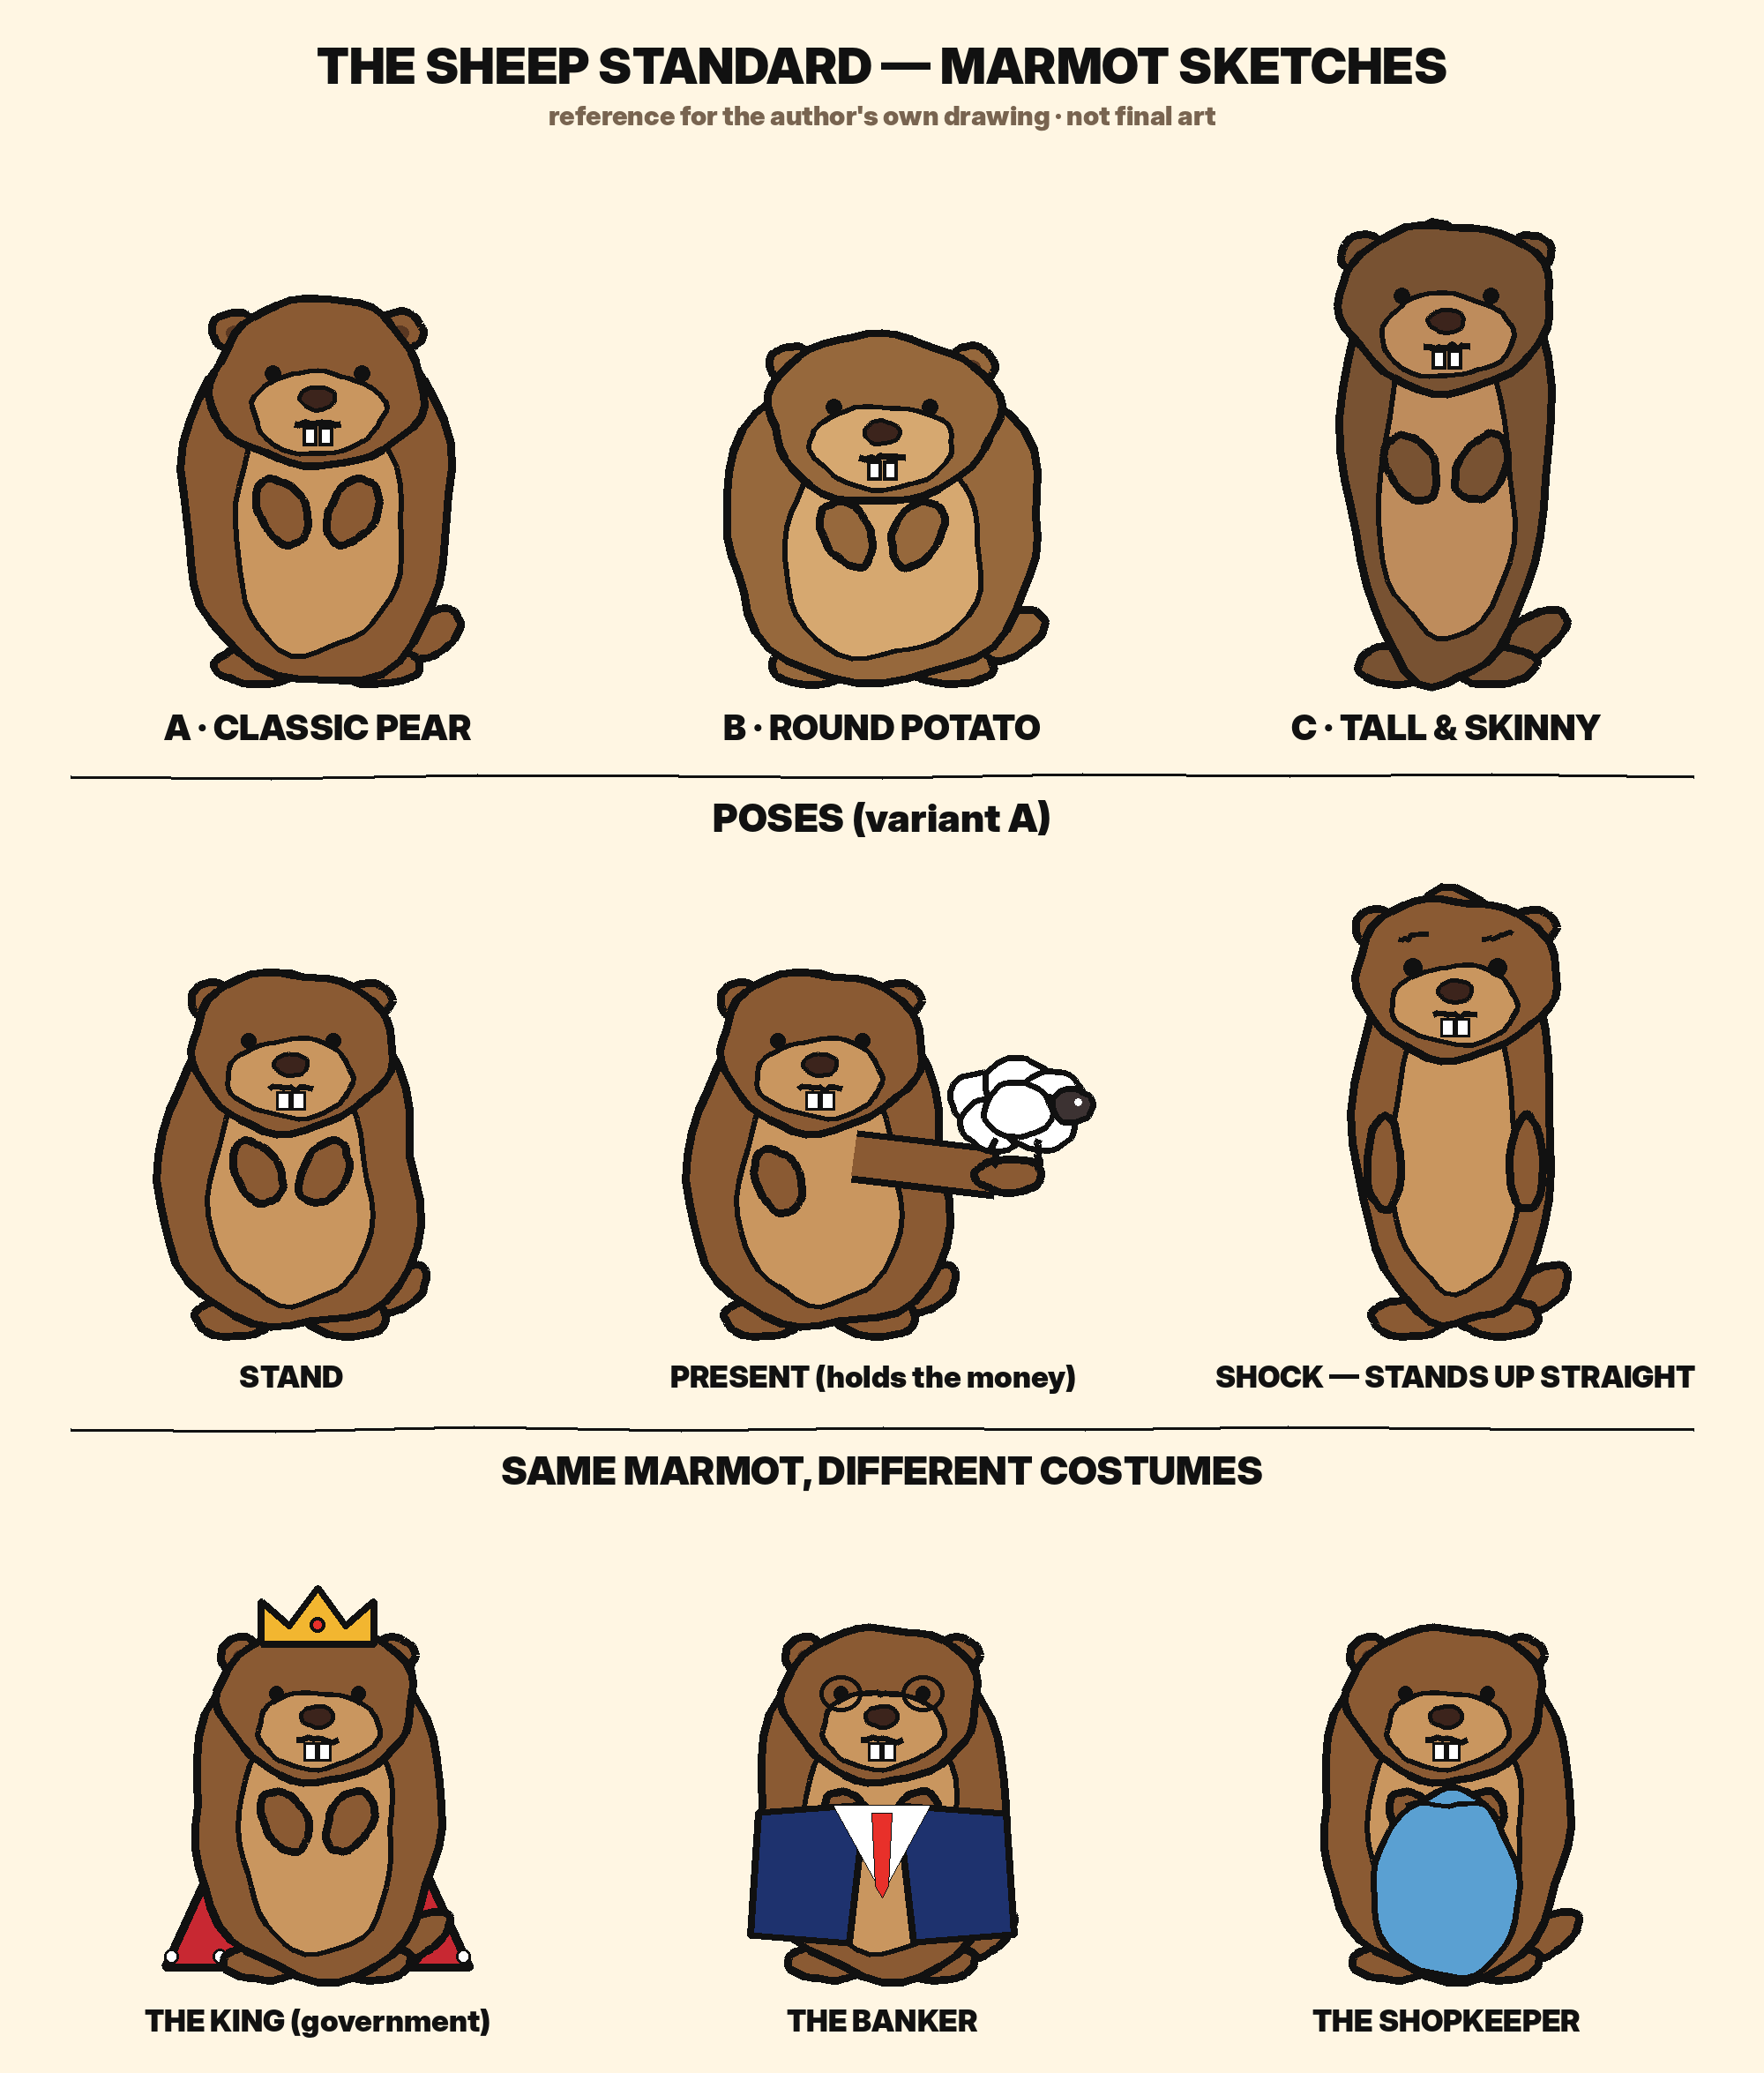 THE SHEEP STANDARD — MARMOT SKETCHES
reference for the author's own drawing · not final art
A · CLASSIC PEAR
B · ROUND POTATO
C · TALL & SKINNY
POSES (variant A)
STAND
PRESENT (holds the money)
SHOCK — STANDS UP STRAIGHT
SAME MARMOT, DIFFERENT COSTUMES
THE KING (government)
THE BANKER
THE SHOPKEEPER